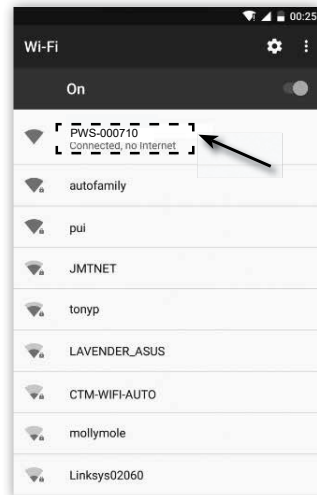 00:25
Wi-Fi
On
PWS-000710
Connected, no Internet
autofamily
pui
JMTNET
tonyp
LAVENDER_ASUS
CTM-WIFI-AUTO
mollymole
Linksys02060